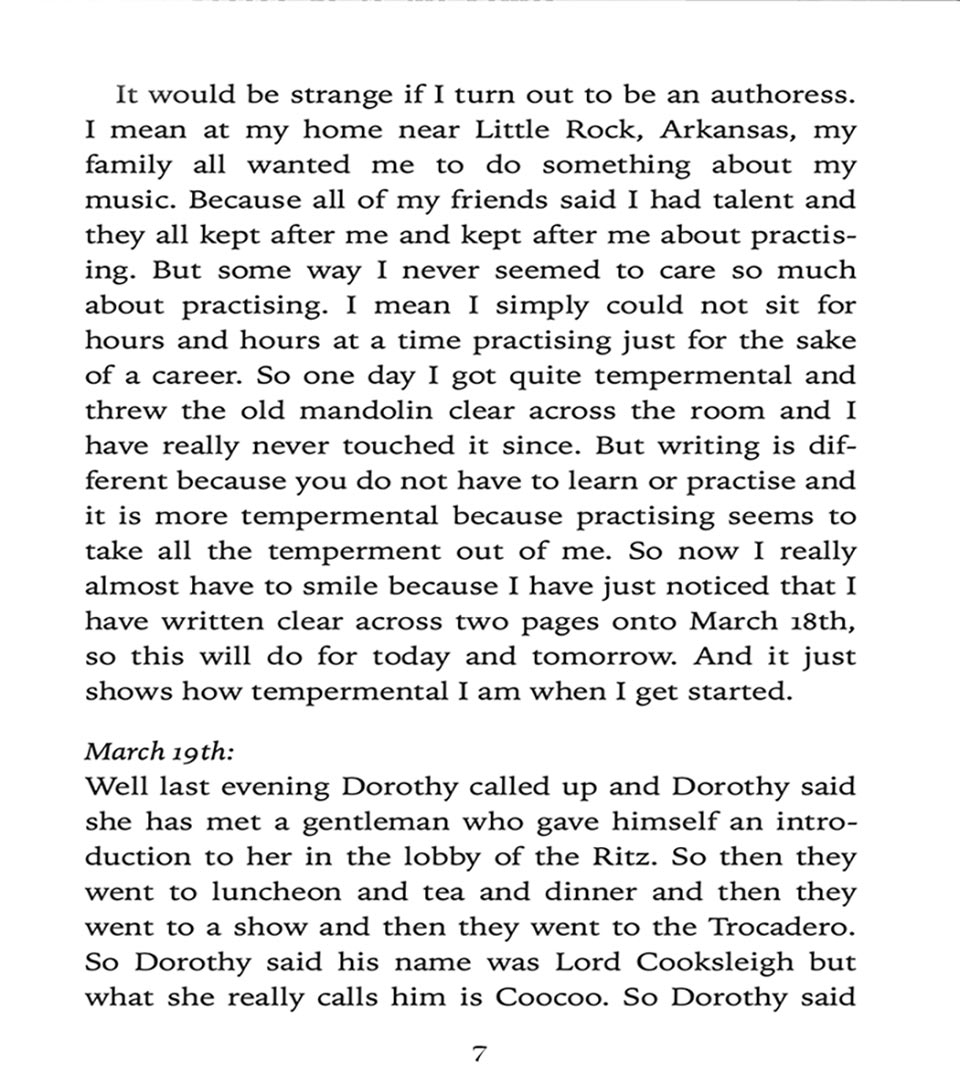 It would be strange if I turn out to be an authoress.
I mean at my home near Little Rock, Arkansas, my
family all wanted me to do something about my
music. Because all of my friends said I had talent and
they all kept after me and kept after me about practis-
ing. But some way I never seemed to care so much
about practising. I mean I simply could not sit for
hours and hours at a time practising just for the sake
of a career. So one day I got quite tempermental and
threw the old mandolin clear across the room and I
have really never touched it since. But writing is dif-
ferent because you do not have to learn or practise and
it is more tempermental because practising seems to
take all the temperment out of me. So now I really
almost have to smile because I have just noticed that I
have written clear across two pages onto March 18th,
so this will do for today and tomorrow. And it just
shows how tempermental I am when I get started.
March 19th:
Well last evening Dorothy called up and Dorothy said
she has met a gentleman who gave himself an intro-
duction to her in the lobby of the Ritz. So then they
went to luncheon and tea and dinner and then they
went to a show and then they went to the Trocadero.
So Dorothy said his name was Lord Cooksleigh but
what she really calls him is Coocoo. So Dorothy said
7